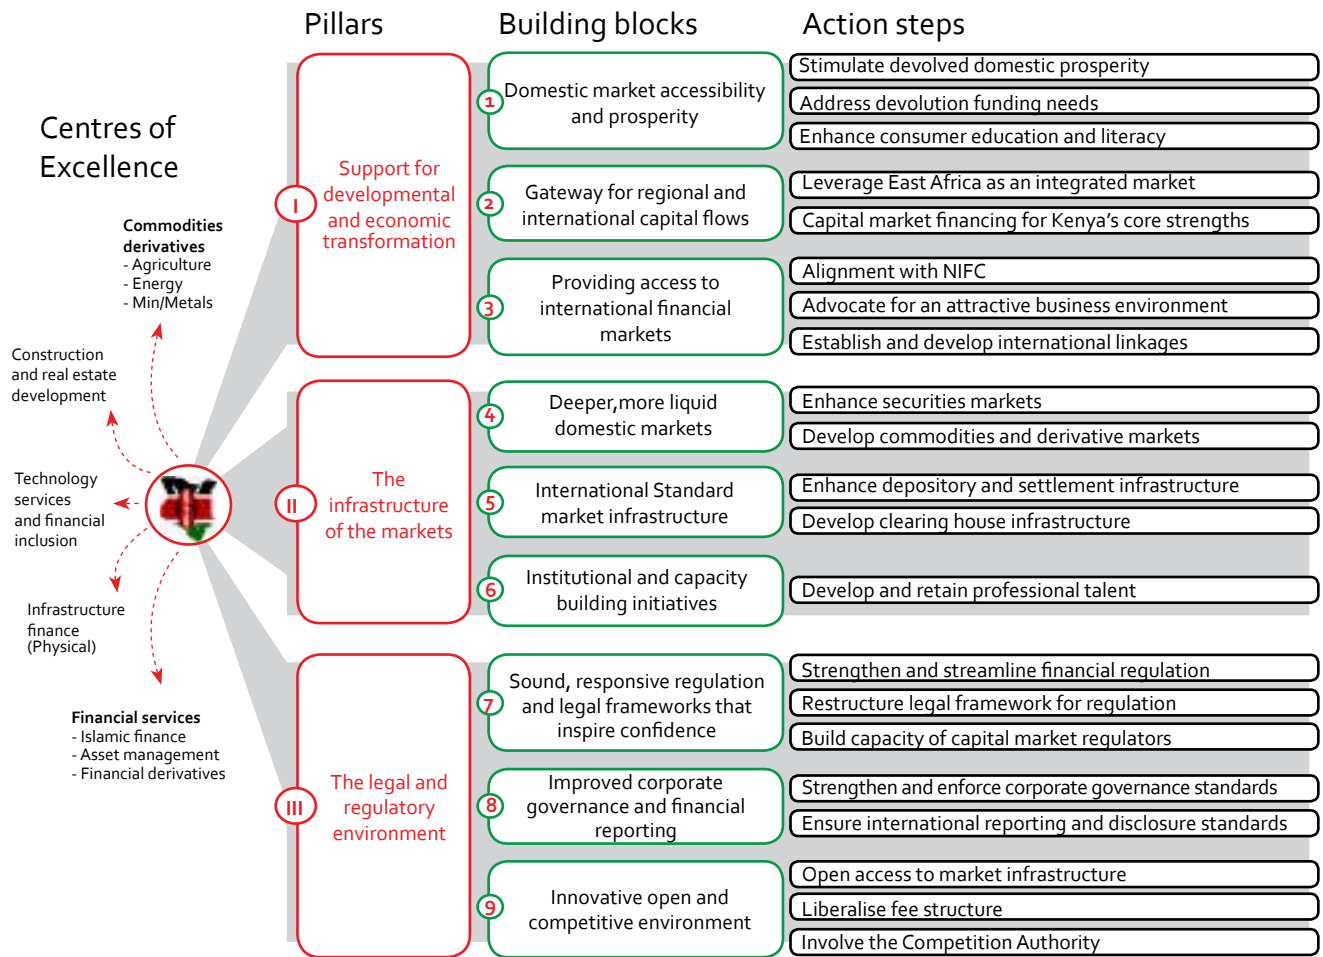 Pillars
Building blocks
Action steps
Centres of
Excellence
Commodities
derivatives
- Agriculture
- Energy
- Min/Metals
Construction
and real estate
development
Technology
services
and financial
inclusion
Infrastructure
finance
(Physical)
Financial services
- Islamic finance
- Asset management
- Financial derivatives
I
Support for
developmental
and economic
transformation
1
Domestic market accessibility
and prosperity
Stimulate devolved domestic prosperity
Address devolution funding needs
Enhance consumer education and literacy
2
Gateway for regional and
international capital flows
Leverage East Africa as an integrated market
Capital market financing for Kenya's core strengths
3
Providing access to
international financial
markets
Alignment with NIFC
Advocate for an attractive business environment
Establish and develop international linkages
II
The
infrastructure
of the markets
4
Deeper,more liquid
domestic markets
Enhance securities markets
Develop commodities and derivative markets
5
International Standard
market infrastructure
Enhance depository and settlement infrastructure
Develop clearing house infrastructure
6
Institutional and capacity
building initiatives
Develop and retain professional talent
III
The legal and
regulatory
environment
7
Sound, responsive regulation
and legal frameworks that
inspire confidence
Strengthen and streamline financial regulation
Restructure legal framework for regulation
Build capacity of capital market regulators
8
Improved corporate
governance and financial
reporting
Strengthen and enforce corporate governance standards
Ensure international reporting and disclosure standards
9
Innovative open and
competitive environment
Open access to market infrastructure
Liberalise fee structure
Involve the Competition Authority